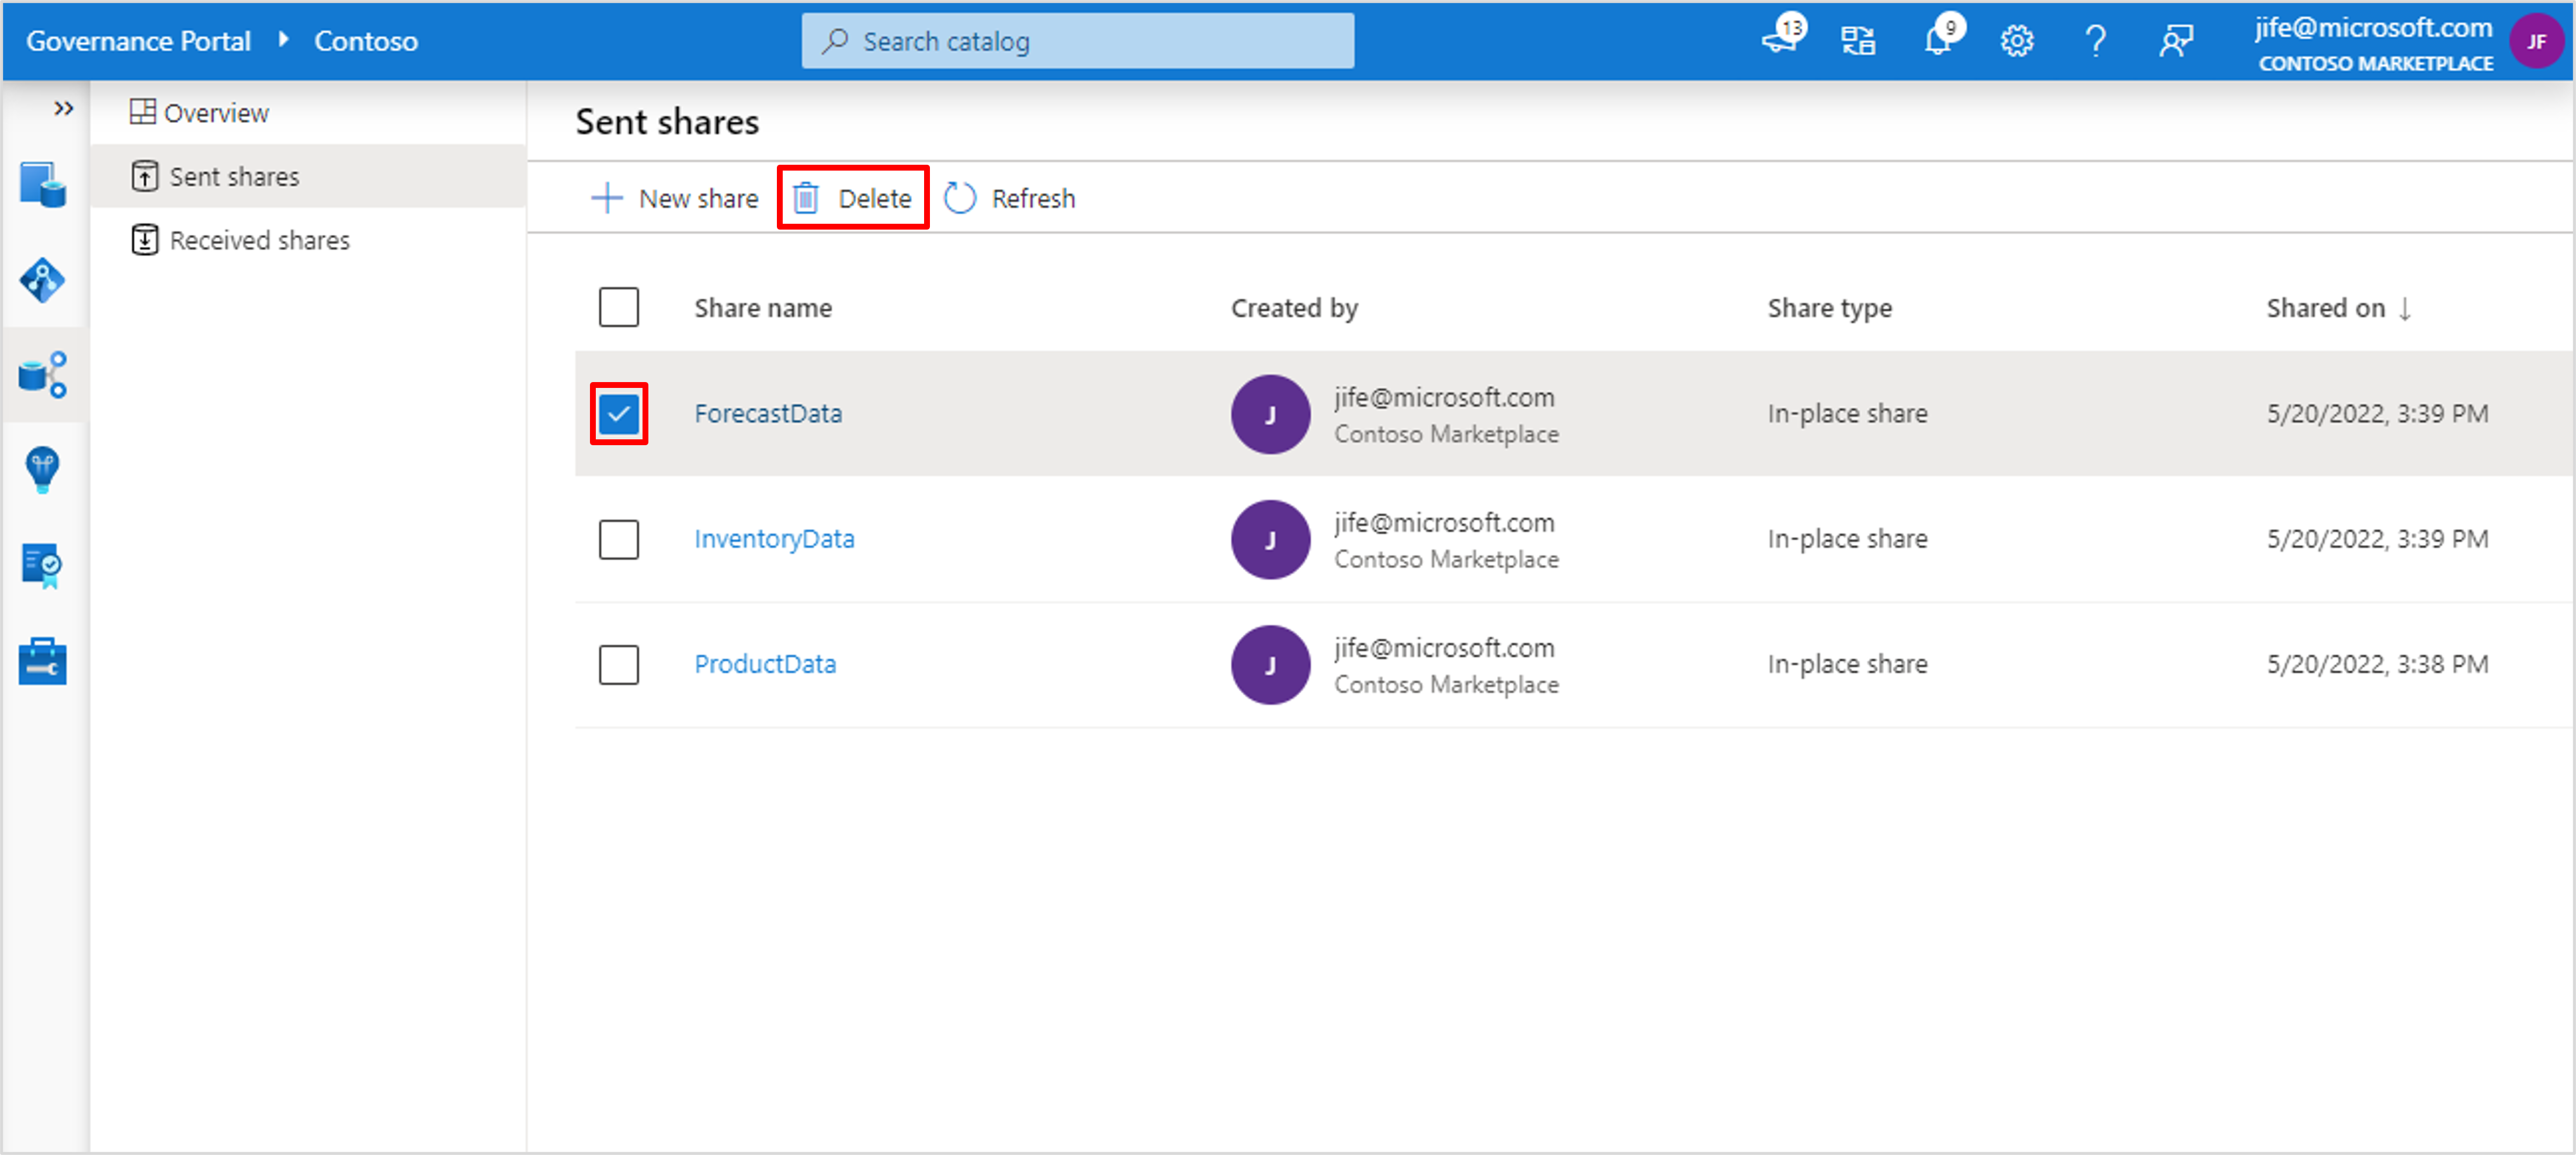 Governance Portal Contoso
Search catalog
13
9
jife@microsoft.com
CONTOSO MARKETPLACE
JF
Overview
Sent shares
Received shares
Sent shares
New share Delete Refresh
Share name Created by Share type Shared on ↓
ForecastData J jife@microsoft.com In-place share 5/20/2022, 3:39 PM
Contoso Marketplace
InventoryData J jife@microsoft.com In-place share 5/20/2022, 3:39 PM
Contoso Marketplace
ProductData J jife@microsoft.com In-place share 5/20/2022, 3:38 PM
Contoso Marketplace